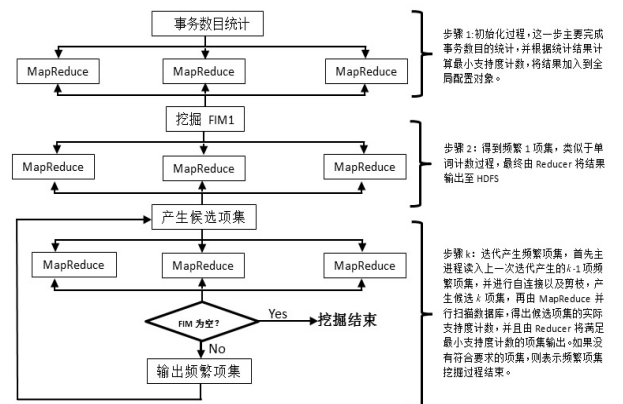 事务数目统计
MapReduce
MapReduce
MapReduce
步骤 1:初始化过程，这一步主要完成
事务数目的统计，并根据统计结果计
算最小支持度计数，将结果加入到全
局配置对象。
挖掘 FIM1
MapReduce
MapReduce
MapReduce
步骤 2：得到频繁 1 项集，类似于单
词计数过程，最终由 Reducer 将结果
输出至 HDFS
产生候选项集
MapReduce
MapReduce
MapReduce
FIM 为空？
Yes
挖掘结束
No
输出频繁项集
步骤 k：迭代产生频繁项集，首先主
进程读入上一次迭代产生的k-1 项频
繁项集，并进行自连接以及剪枝，产
生候选 k 项集，再由 MapReduce 并
行扫描数据库，得出候选项集的实际
支持度计数，并且由 Reducer 将满足
最小支持度计数的项集输出。如果没
有符合要求的项集，则表示频繁项集
挖掘过程结束。